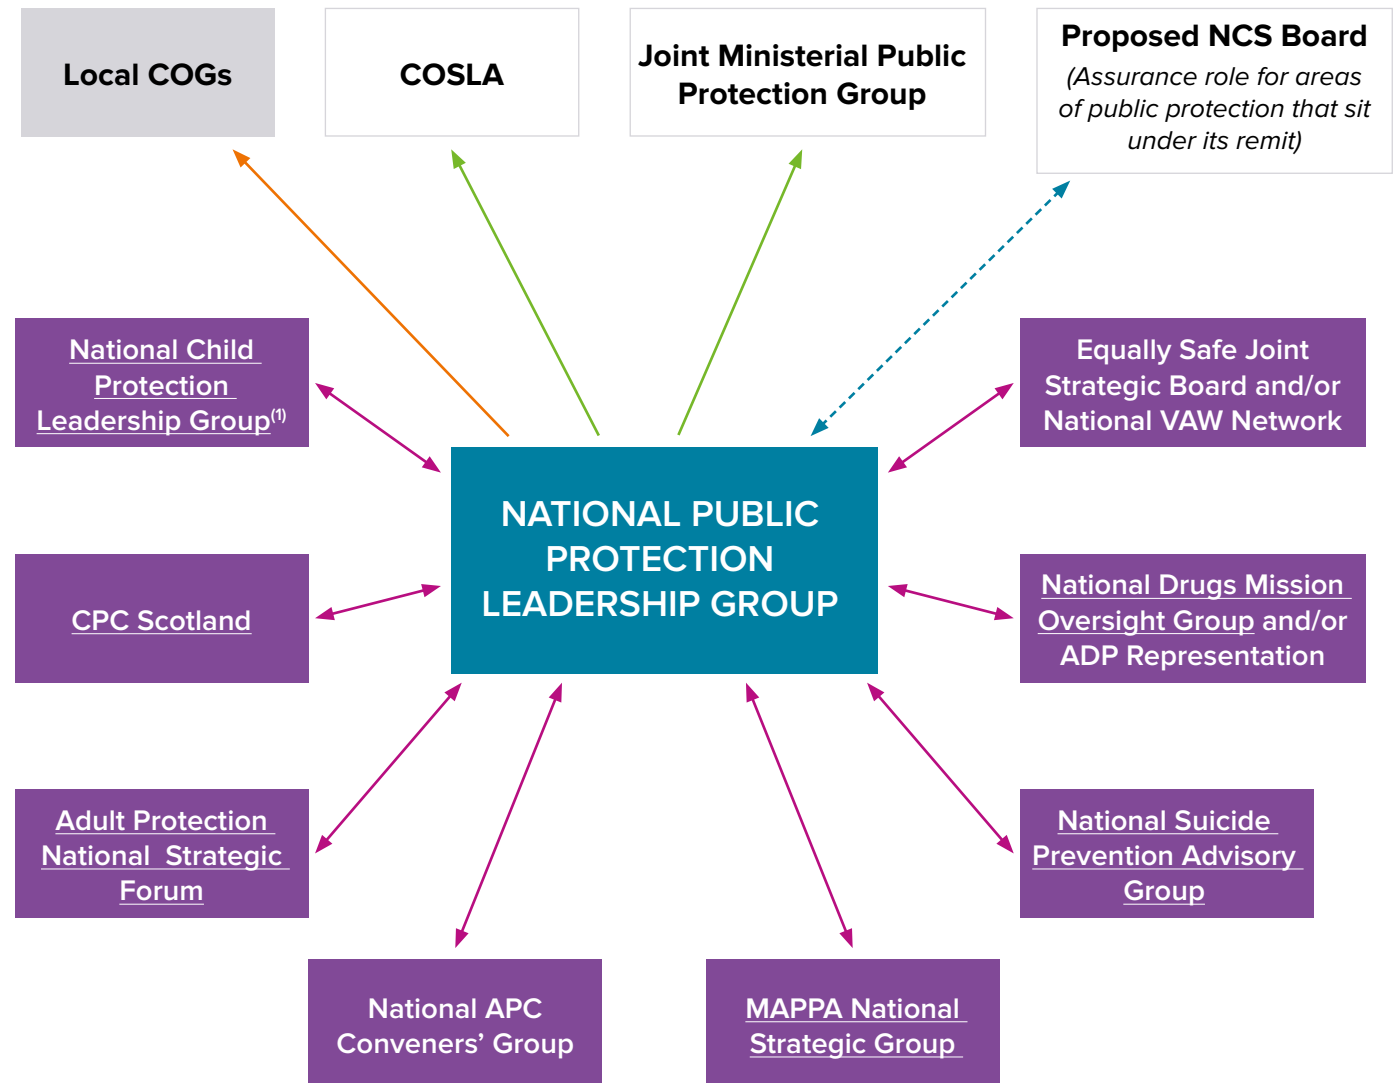 Local COGs
COSLA
Joint Ministerial Public
Protection Group
Proposed NCS Board
(Assurance role for areas
of public protection that sit
under its remit)
National Child
Protection
Leadership Group(1)
Equally Safe Joint
Strategic Board and/or
National VAW Network
NATIONAL PUBLIC
PROTECTION
LEADERSHIP GROUP
CPC Scotland
National Drugs Mission
Oversight Group and/or
ADP Representation
Adult Protection
National Strategic
Forum
National Suicide
Prevention Advisory
Group
National APC
Conveners’ Group
MAPPA National
Strategic Group